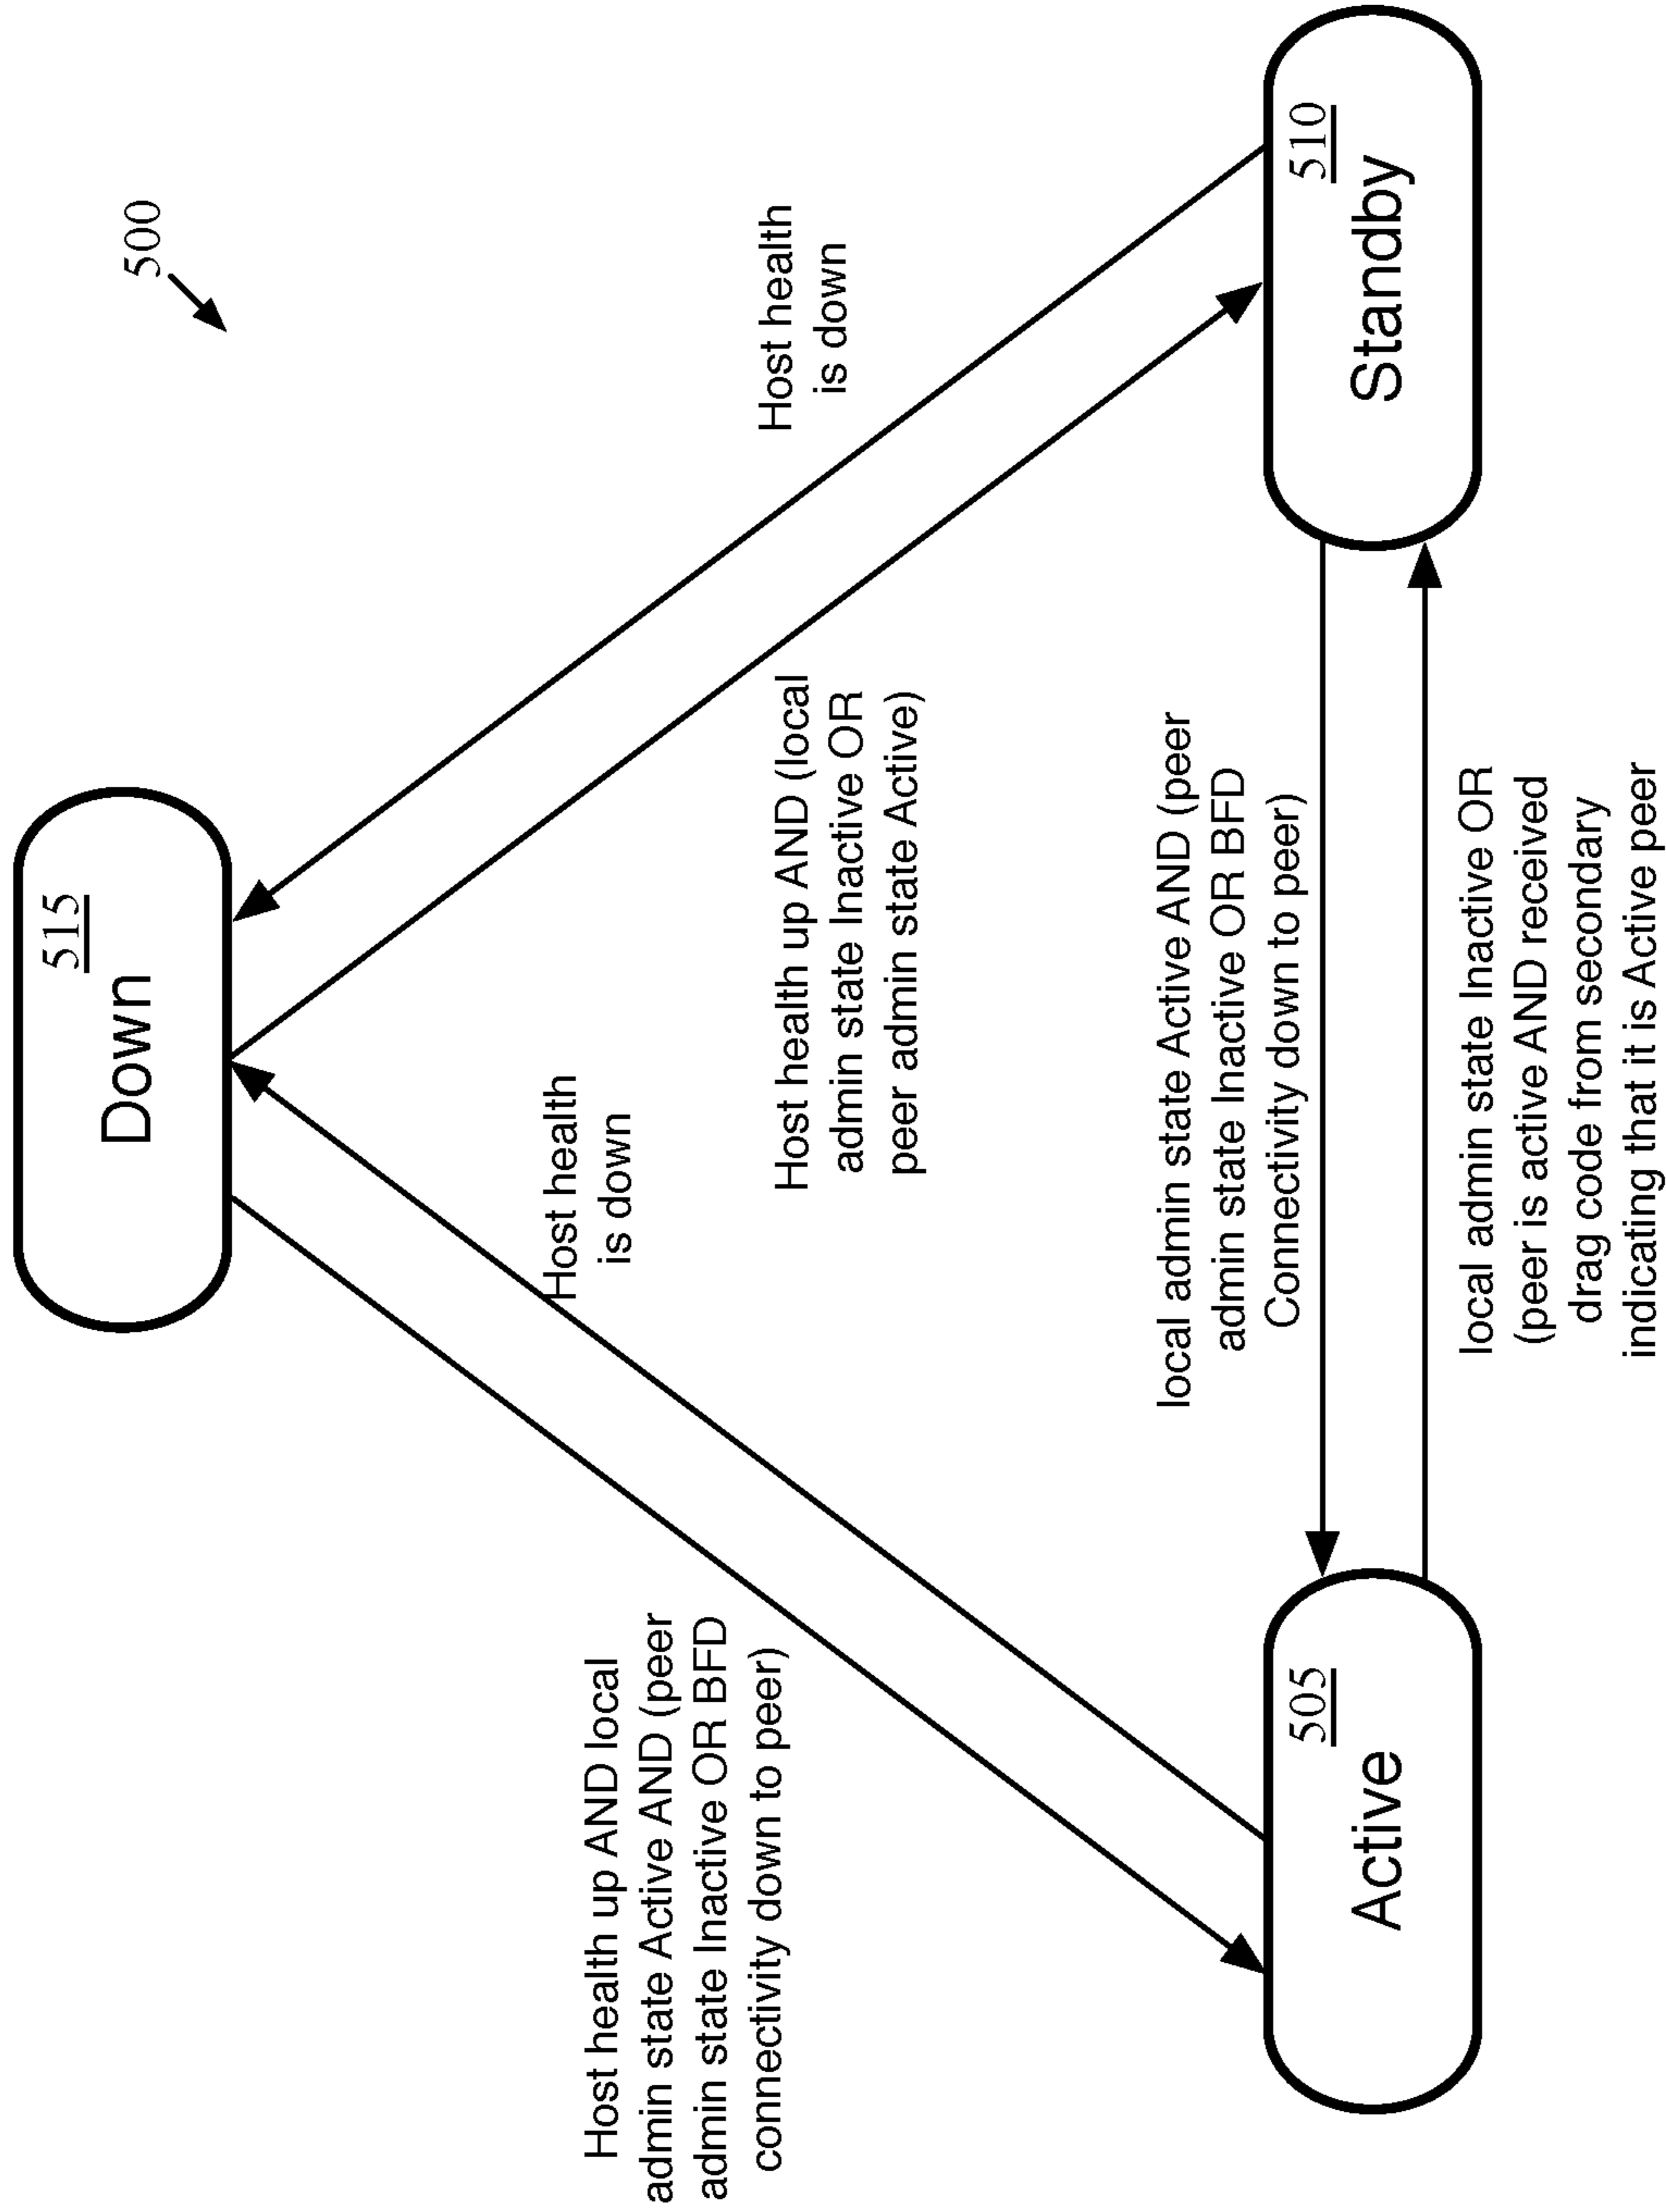 515
Down
500
Host health up AND local
admin state Active AND (peer
admin state Inactive OR BFD
connectivity down to peer)
Host health
is down
Host health up AND (local
admin state Inactive OR
peer admin state Active)
Host health
is down
local admin state Active AND (peer
admin state Inactive OR BFD
Connectivity down to peer)
505
Active
510
Standby
local admin state Inactive OR
(peer is active AND received
drag code from secondary
indicating that it is Active peer